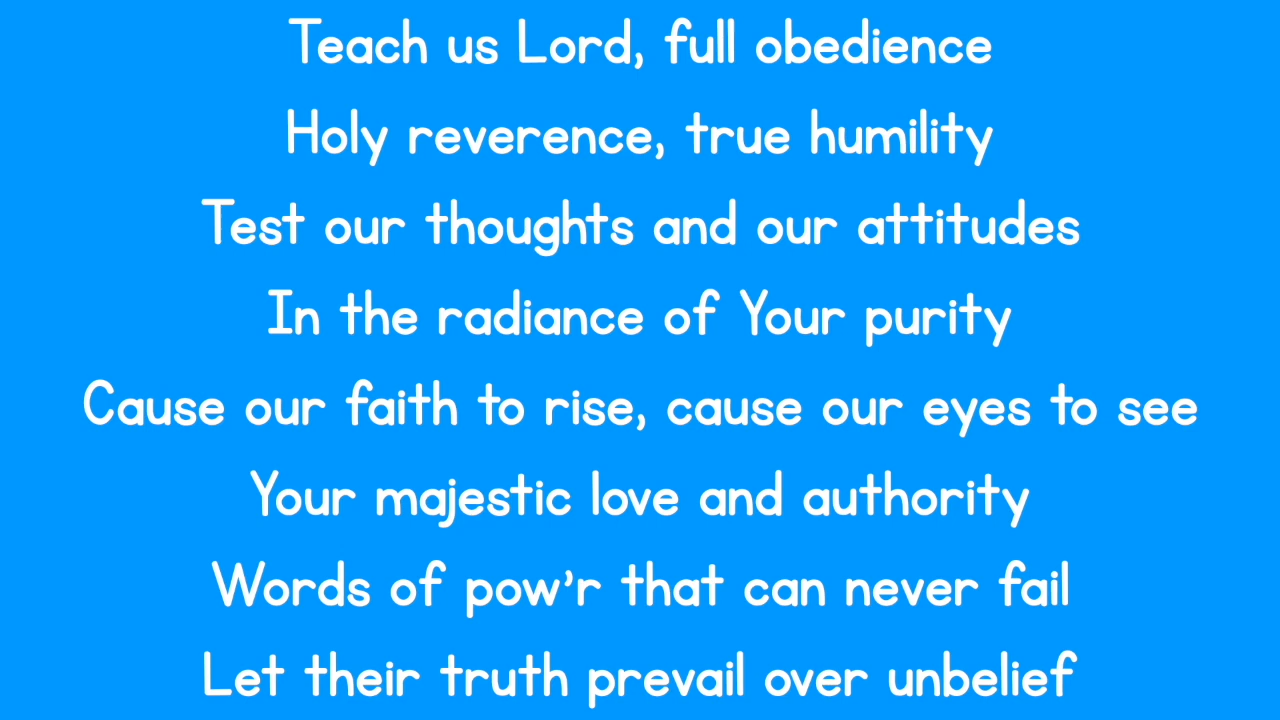 Teach us Lord, full obedience
Holy reverence, true humility
Test our thoughts and our attitudes
In the radiance of Your purity
Cause our faith to rise, cause our eyes to see
Your majestic love and authority
Words of pow’r that can never fail
Let their truth prevail over unbelief